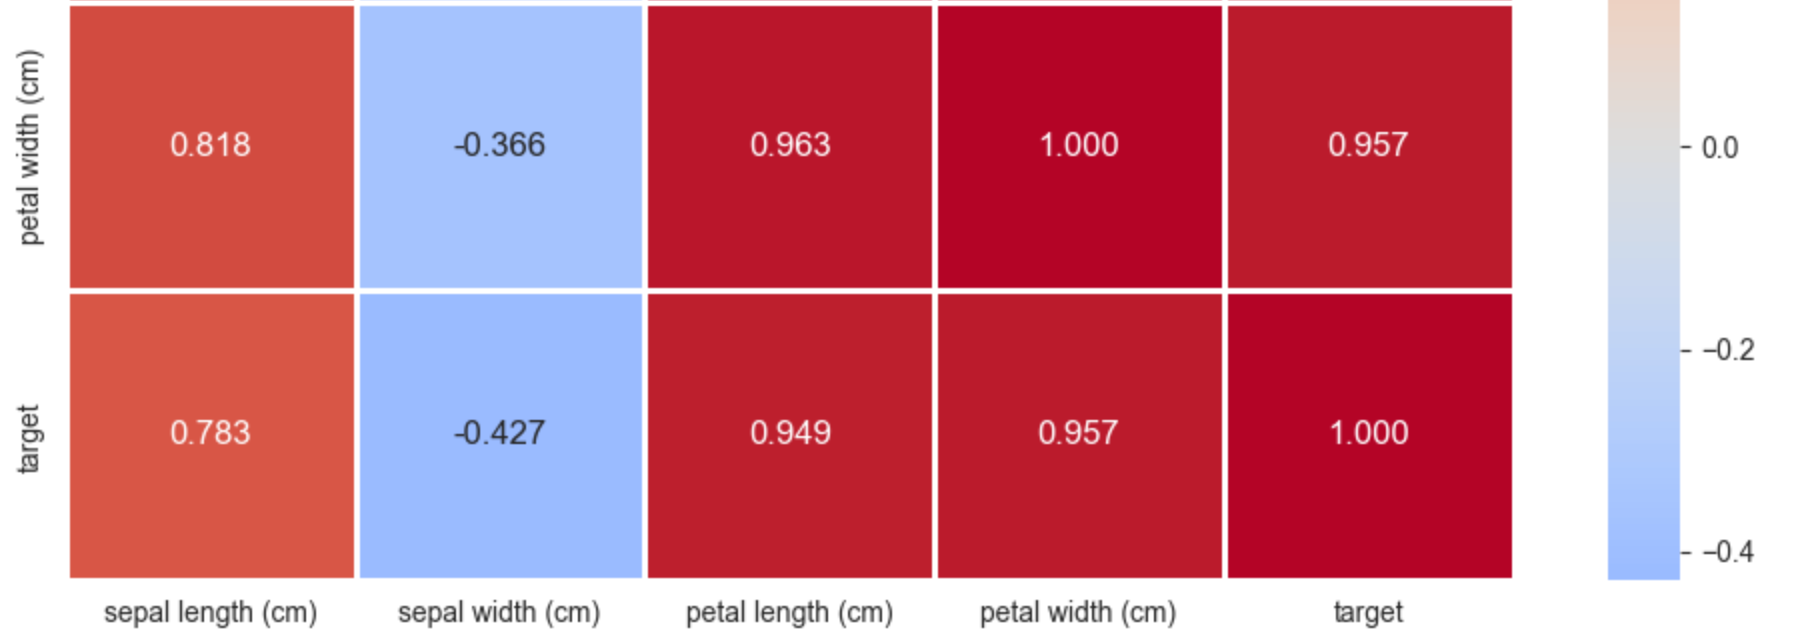 petal width (cm)
0.818 -0.366 0.963 1.000 0.957
target
0.783 -0.427 0.949 0.957 1.000
sepal length (cm) sepal width (cm) petal length (cm) petal width (cm) target
0.0
−0.2
−0.4